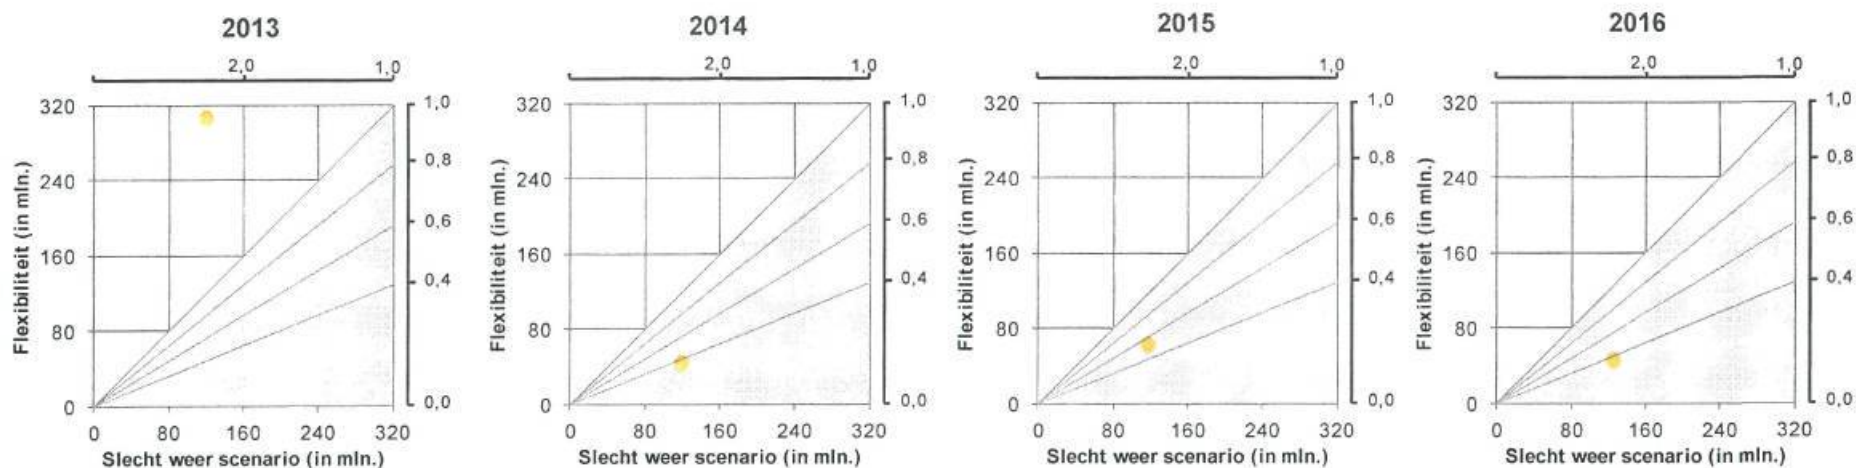 2013
2,0 1,0
320 240 160 80 0
Flexibiliteit (in mln.)
1,0 0,8 0,6 0,4 0,0
0 80 160 240 320
Slecht weer scenario (in mln.)
2014
2,0 1,0
320 240 160 80 0
Flexibiliteit (in mln.)
1,0 0,8 0,6 0,4 0,0
0 80 160 240 320
Slecht weer scenario (in mln.)
2015
2,0 1,0
320 240 160 80 0
Flexibiliteit (in mln.)
1,0 0,8 0,6 0,4 0,0
0 80 160 240 320
Slecht weer scenario (in mln.)
2016
2,0 1,0
320 240 160 80 0
Flexibiliteit (in mln.)
1,0 0,8 0,6 0,4 0,0
0 80 160 240 320
Slecht weer scenario (in mln.)